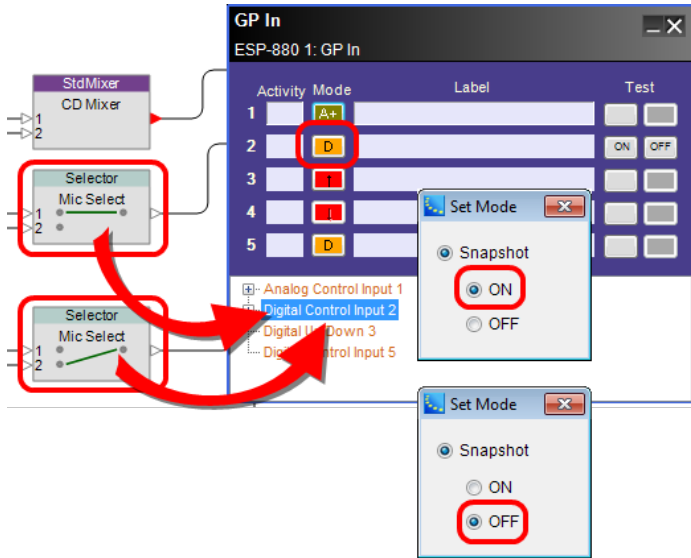 GP In
ESP-880 1: GP In
Activity Mode Label Test
1 A+
2 D ON OFF
3 ↑
4
5 D
Analog Control Input 1
Digital Control Input 2
Digital Down 3
Control Input 5
StdMixer
CD Mixer
1
2
Selector
Mic Select
1
2
Selector
Mic Select
1
2
Set Mode
Snapshot
ON
OFF
Set Mode
Snapshot
ON
OFF